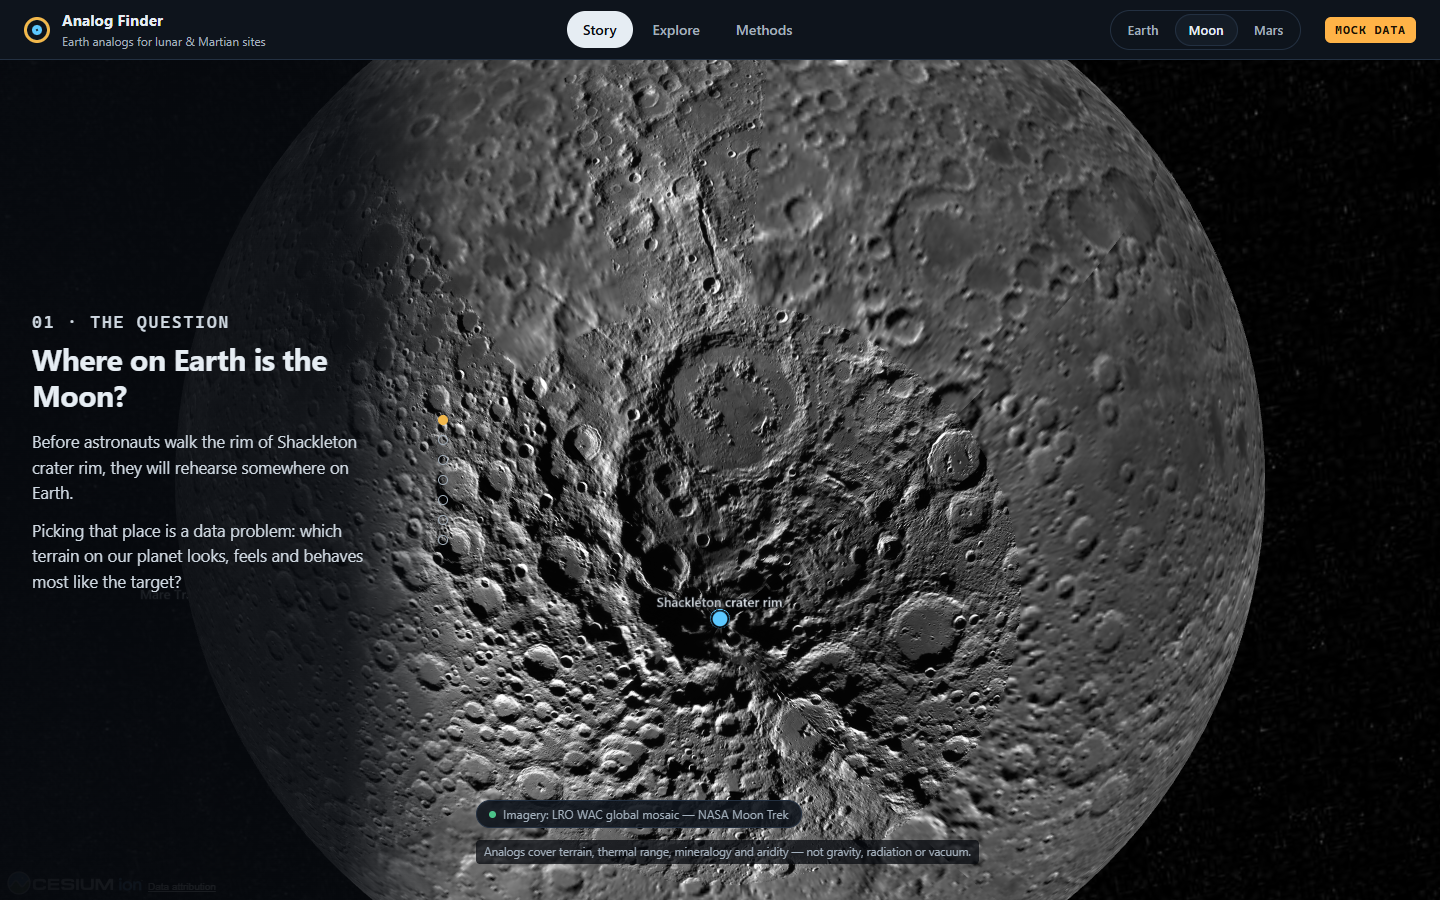 Analog Finder
Earth analogs for lunar & Martian sites
Story
Explore
Methods
Earth
Moon
Mars
MOCK DATA
01 · THE QUESTION
Where on Earth is the
Moon?
Before astronauts walk the rim of Shackleton
crater rim, they will rehearse somewhere on
Earth.
Picking that place is a data problem: which
terrain on our planet looks, feels and behaves
most like the target?
Shackleton crater rim
Imagery: LRO WAC global mosaic — NASA Moon Trek
Analogs cover terrain, thermal range, mineralogy and aridity — not gravity, radiation or vacuum.
CESIUM ion Data attribution